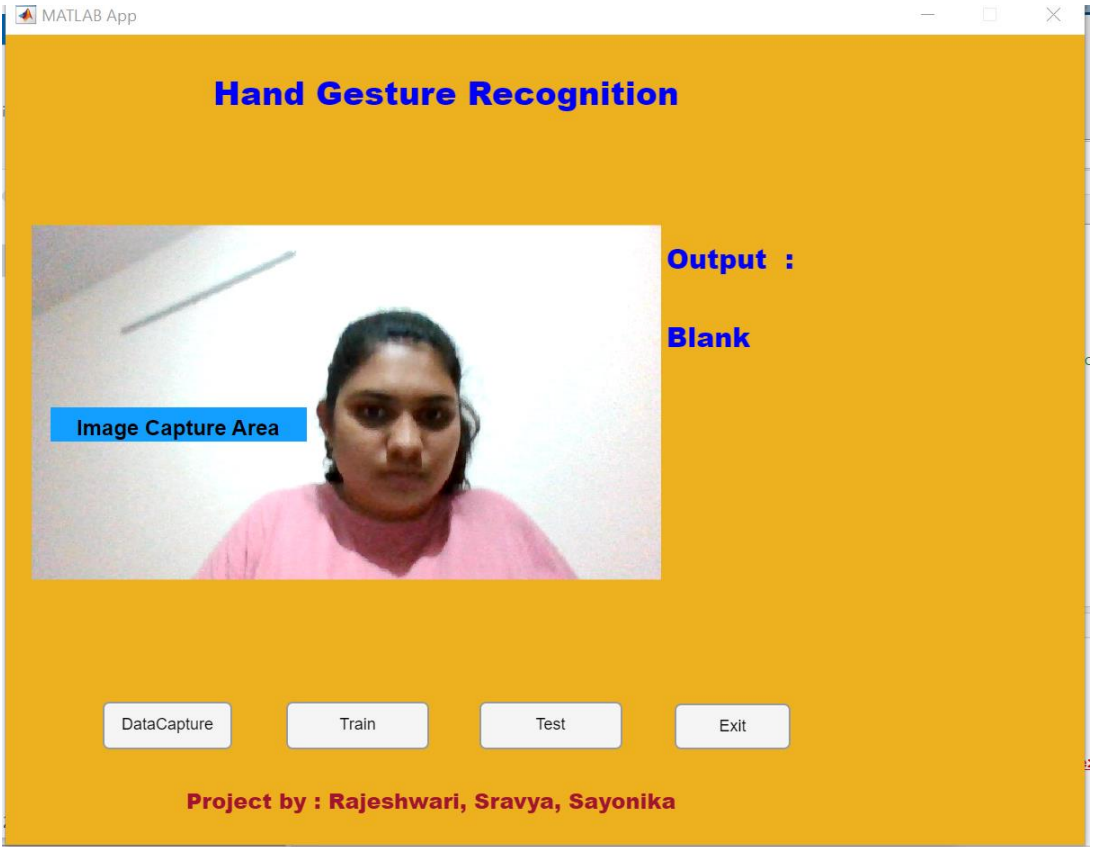 MATLAB App
Hand Gesture Recognition
Output :
Blank
Image Capture Area
DataCapture
Train
Test
Exit
Project by : Rajeshwari, Sravya, Sayonika